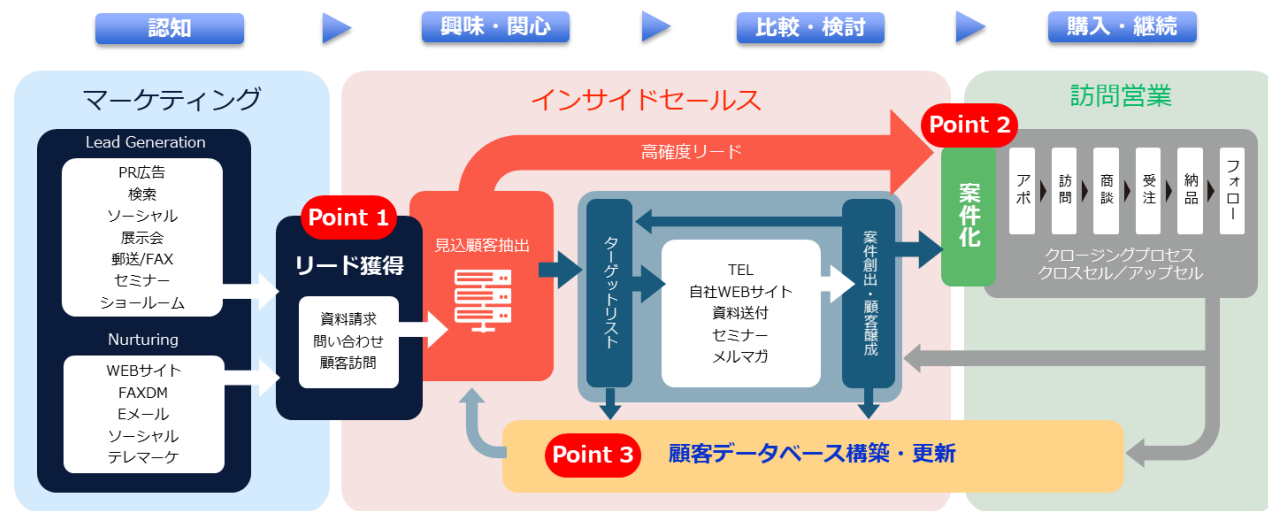 認知
興味・関心
比較・検討
購入・継続
マーケティング
Lead Generation
PR広告
検索
ソーシャル
展示会
郵送/FAX
セミナー
ショールーム
Nurturing
WEBサイト
FAXDM
Eメール
ソーシャル
テレマーケ
Point 1
リード獲得
資料請求
問い合わせ
顧客訪問
インサイドセールス
高確度リード
見込顧客抽出
ターゲットリスト
TEL
自社WEBサイト
資料送付
セミナー
メルマガ
案件創出・顧客醸成
訪問営業
Point 2
案件化
アポ
訪問
商談
受注
納品
フォロー
クロージングプロセス
クロスセル／アップセル
Point 3
顧客データベース構築・更新